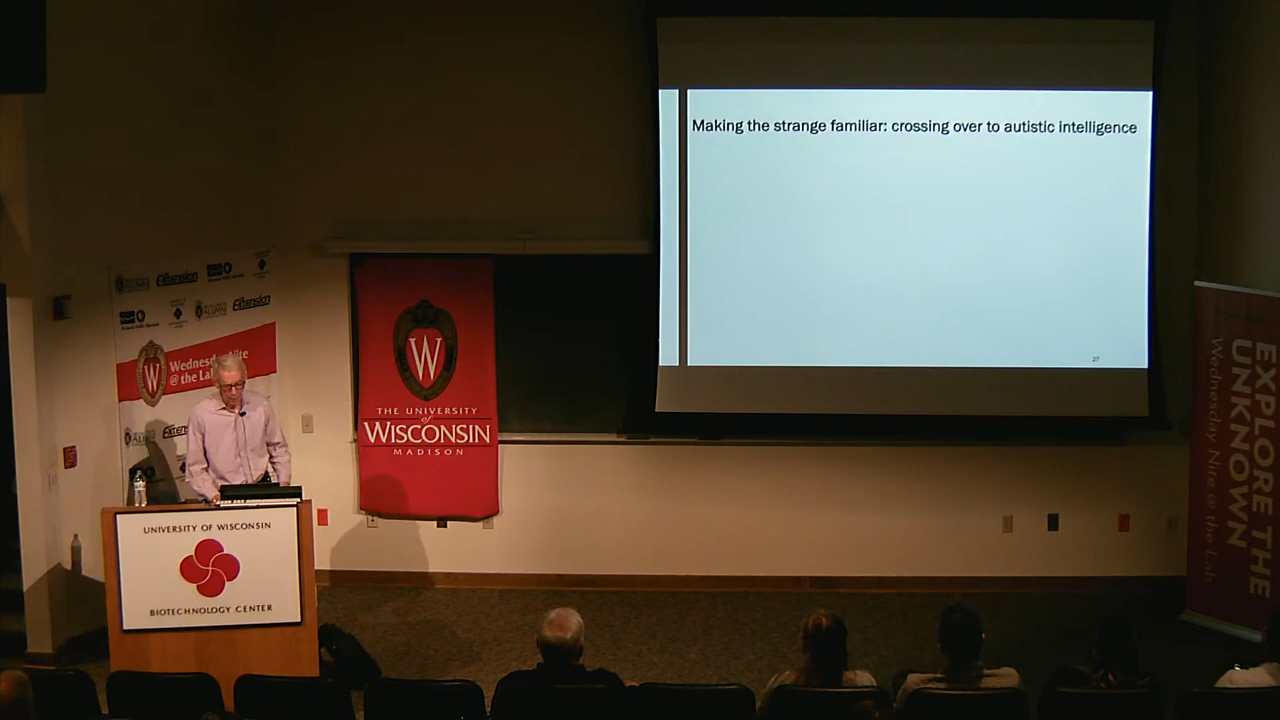 Making the strange familiar: crossing over to autistic intelligence
27
Extension
Extension
Wednesday Nite
@ the Lab
W
THE UNIVERSITY
of
WISCONSIN
MADISON
UNIVERSITY OF WISCONSIN
BIOTECHNOLOGY CENTER
EXPLORE THE
UNKNOWN
Wednesday Nite @ the Lab